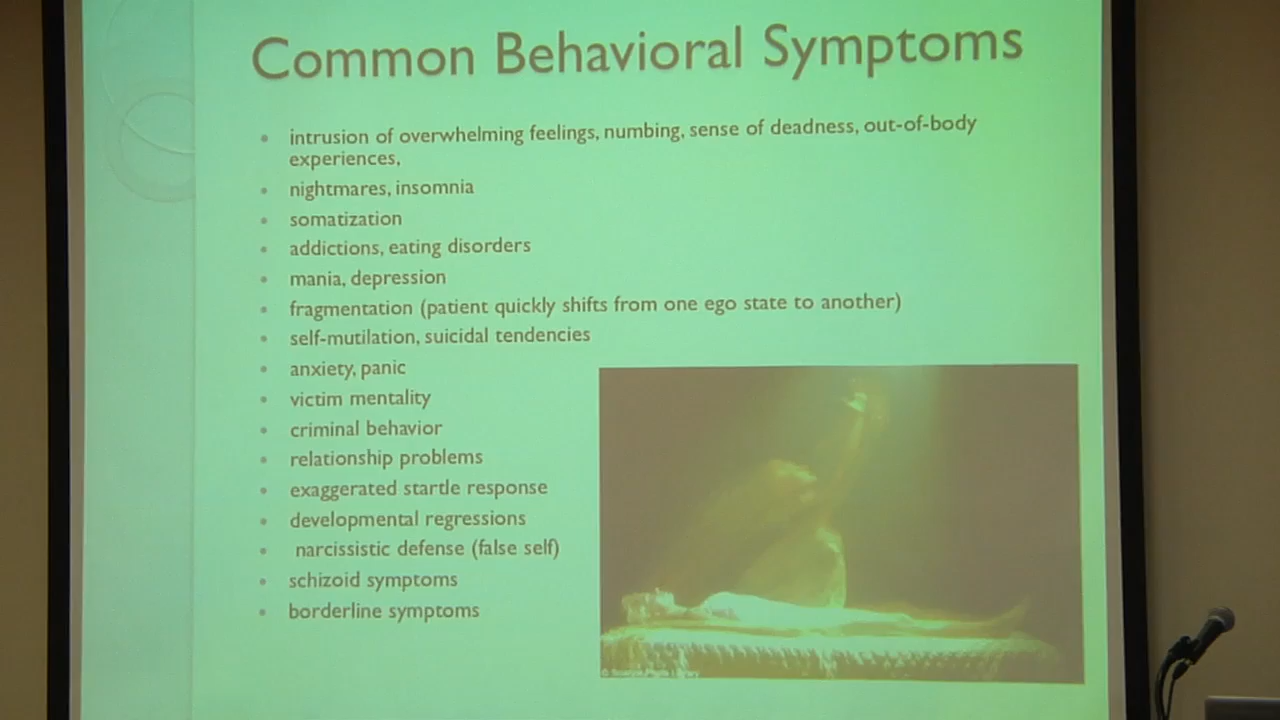 Common Behavioral Symptoms
• intrusion of overwhelming feelings, numbing, sense of deadness, out-of-body
experiences,
• nightmares, insomnia
• somatization
• addictions, eating disorders
• mania, depression
• fragmentation (patient quickly shifts from one ego state to another)
• self-mutilation, suicidal tendencies
• anxiety, panic
• victim mentality
• criminal behavior
• relationship problems
• exaggerated startle response
• developmental regressions
• narcissistic defense (false self)
• schizoid symptoms
• borderline symptoms